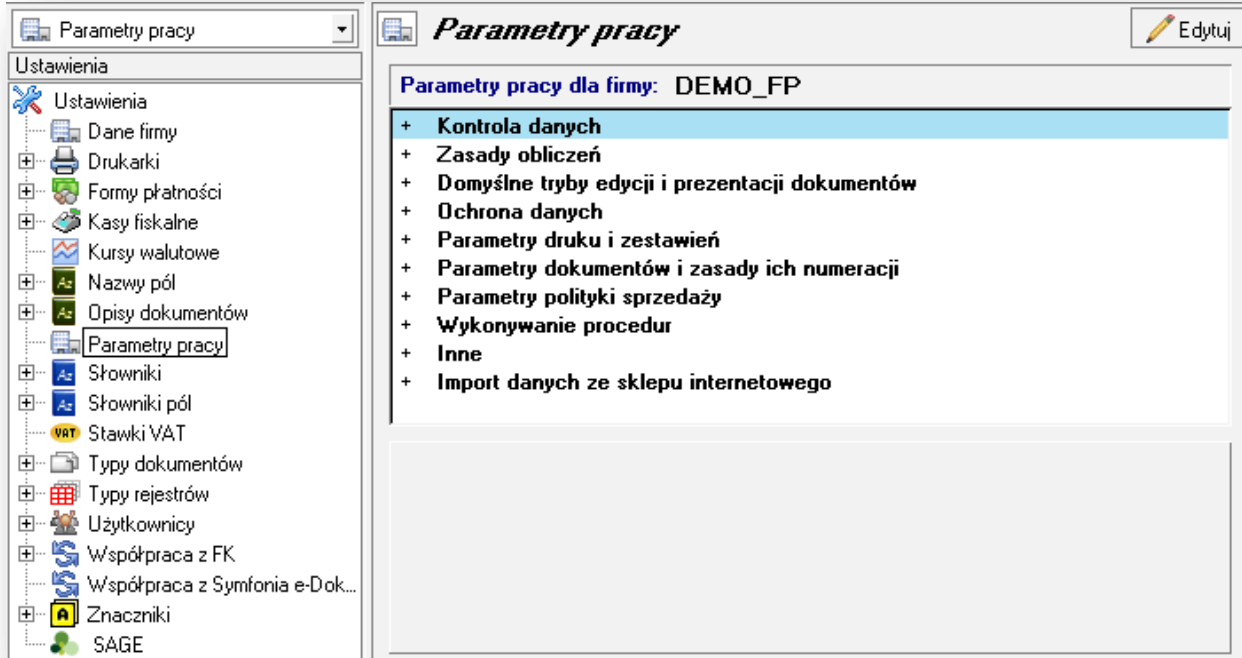 Parametry pracy
Ustawienia
Ustawienia
Dane firmy
Drukarki
Formy płatności
Kasy fiskalne
Kursy walutowe
Nazwy pól
Opisy dokumentów
Parametry pracy
Słowniki
Słowniki pól
Stawki VAT
Typy dokumentów
Typy rejestrów
Użytkownicy
Współpraca z FK
Współpraca z Symfonia e-Dok...
Znaczniki
SAGE
Parametry pracy
Edytuj
Parametry pracy dla firmy: DEMO_FP
+ Kontrola danych
+ Zasady obliczeń
+ Domyślne tryby edycji i prezentacji dokumentów
+ Ochrona danych
+ Parametry druku i zestawień
+ Parametry dokumentów i zasady ich numeracji
+ Parametry polityki sprzedaży
+ Wykonywanie procedur
+ Inne
+ Import danych ze sklepu internetowego